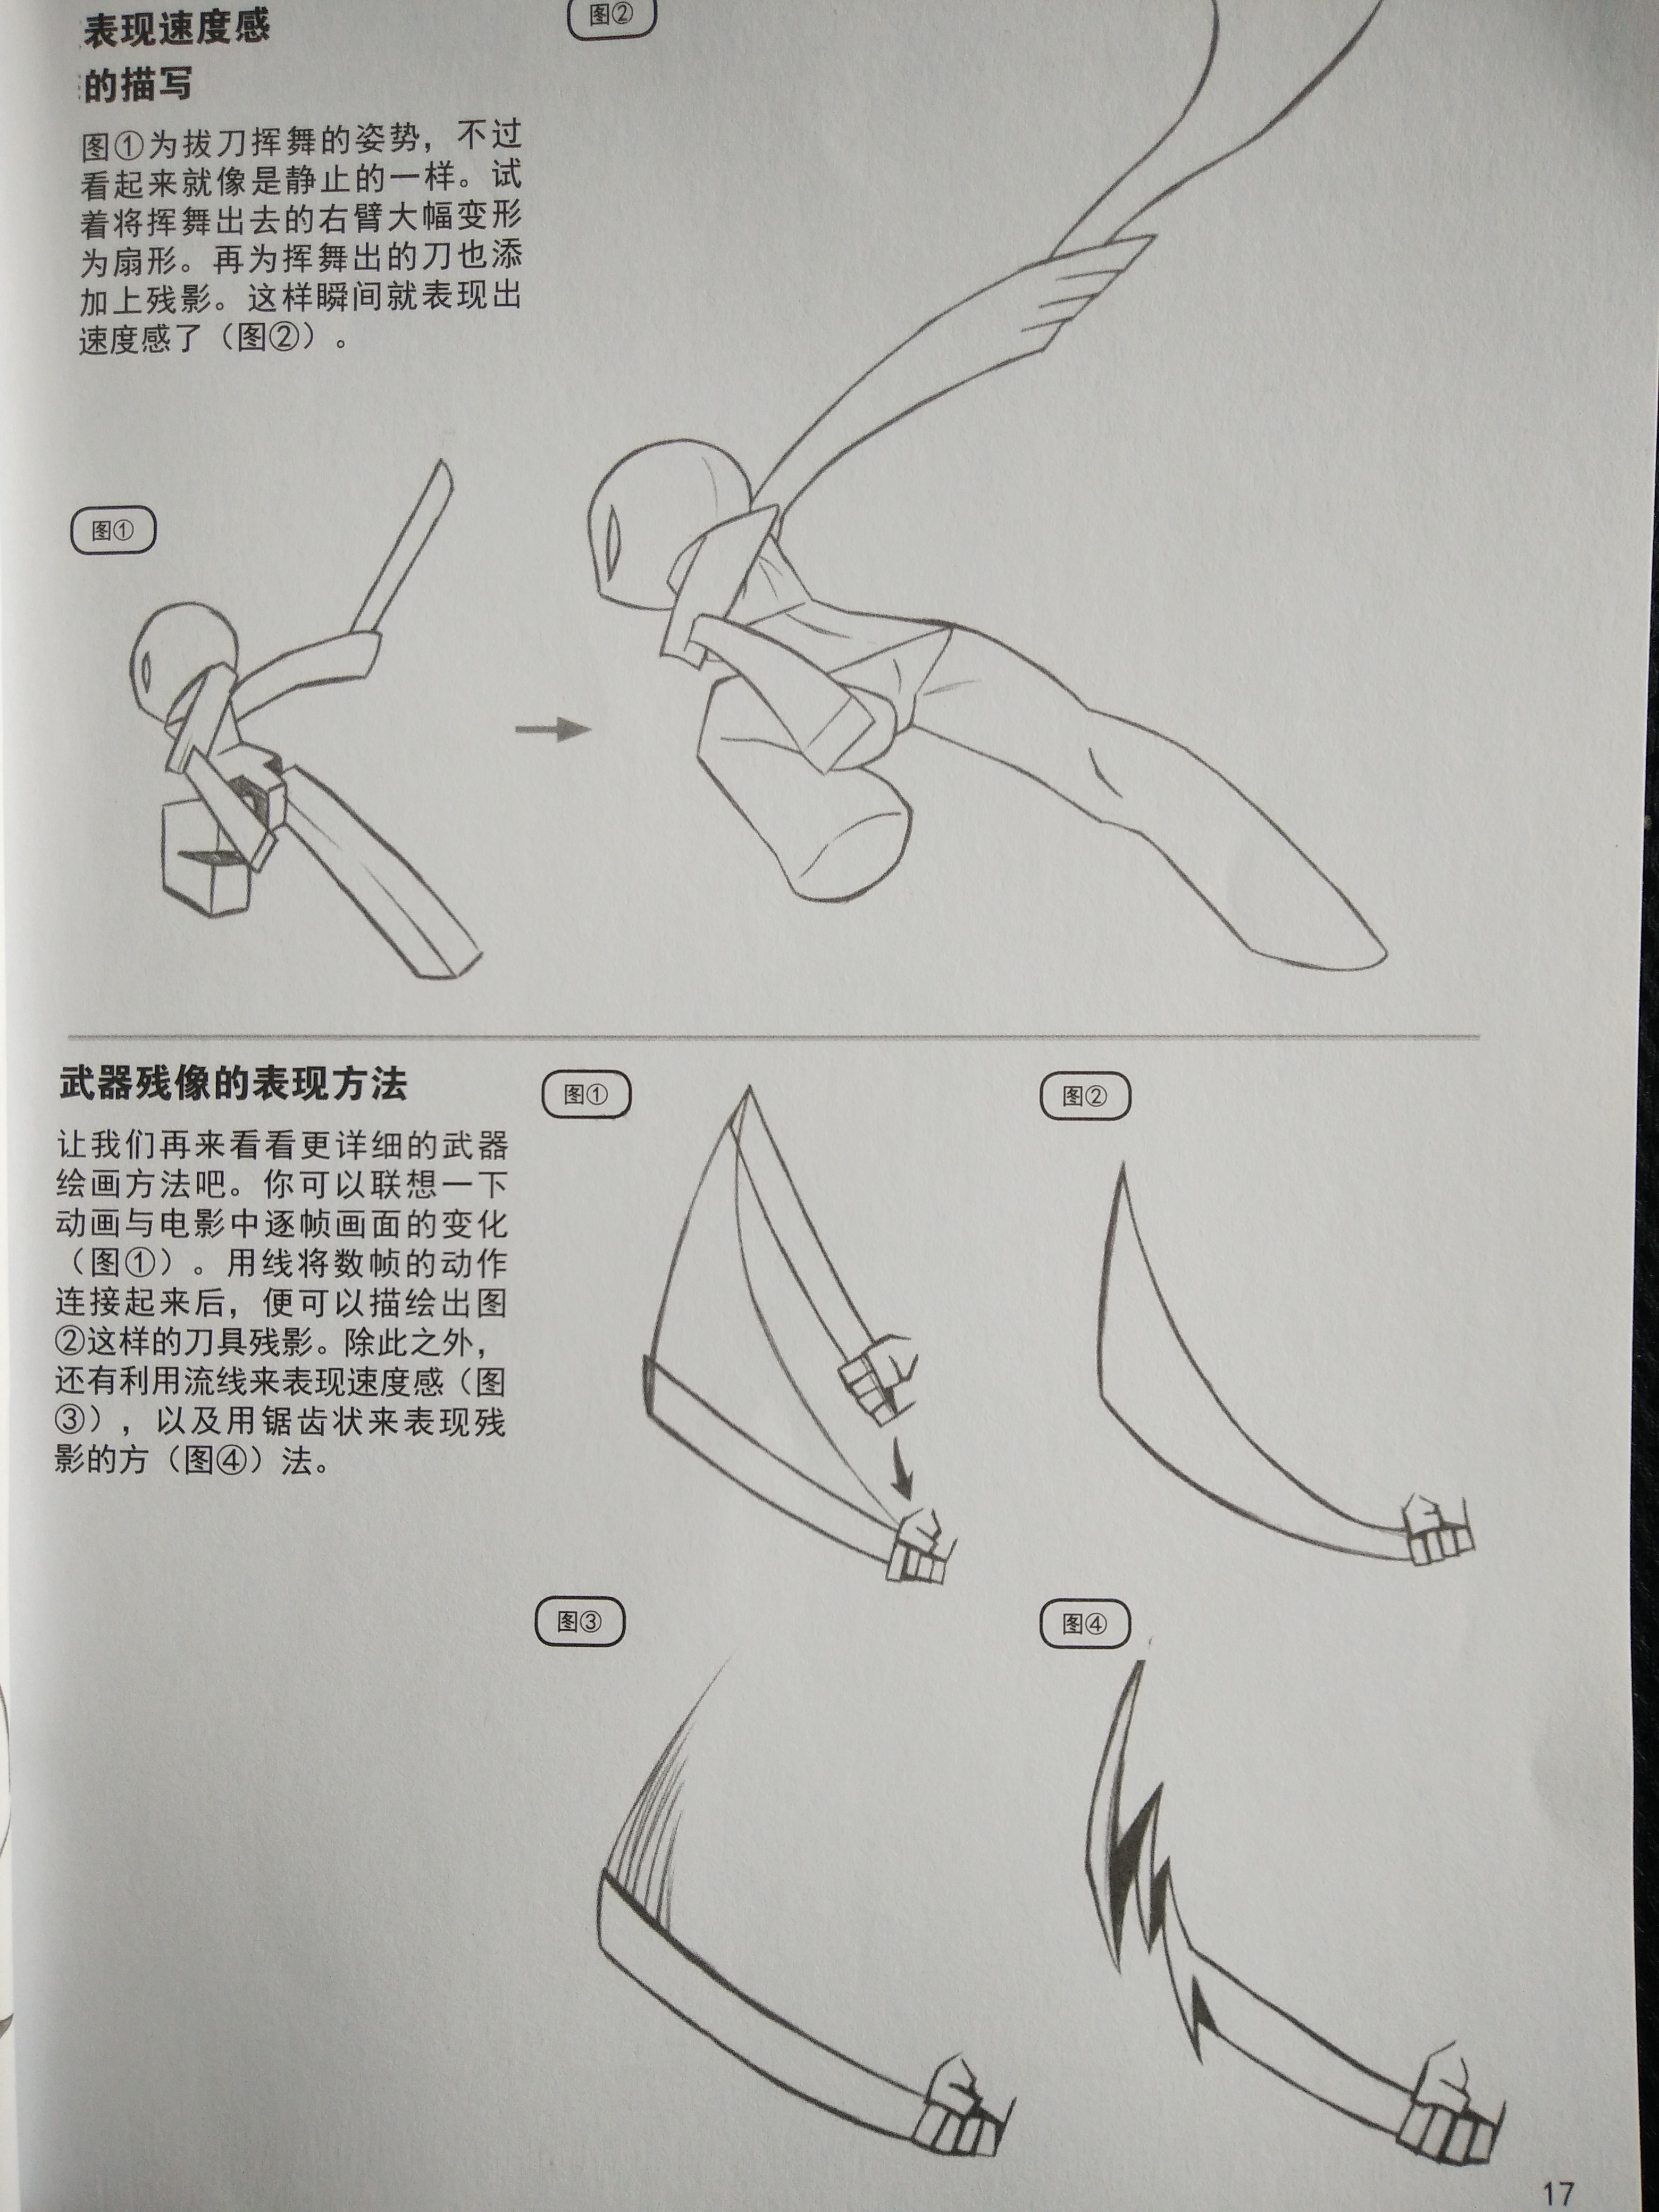 表现速度感
的描写
图①为拔刀挥舞的姿势，不过
看起来就像是静止的一样。试
着将挥舞出去的右臂大幅变形
为扇形。再为挥舞出的刀也添
加上残影。这样瞬间就表现出
速度感了（图②）。
图②
图①
武器残像的表现方法
让我们再来看看更详细的武器
绘画方法吧。你可以联想一下
动画与电影中逐帧画面的变化
（图①）。用线将数帧的动作
连接起来后，便可以描绘出图
②这样的刀具残影。除此之外，
还有利用流线来表现速度感（图
③），以及用锯齿状来表现残
影的方（图④）法。
图①
图②
图③
图④
17